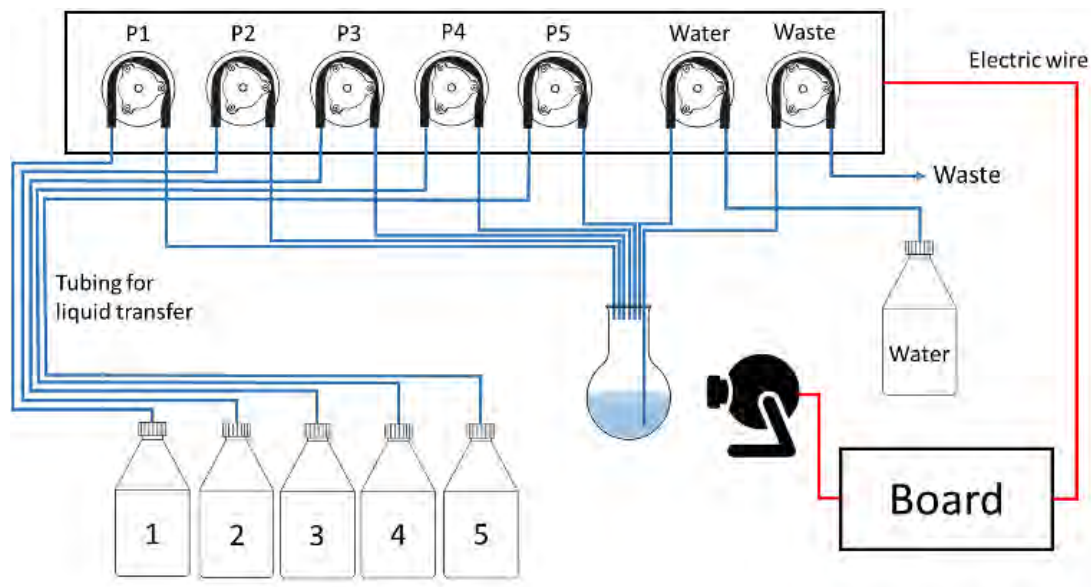 P1 P2 P3 P4 P5 Water Waste
Electric wire
Waste
Tubing for
liquid transfer
Water
1 2 3 4 5
Board